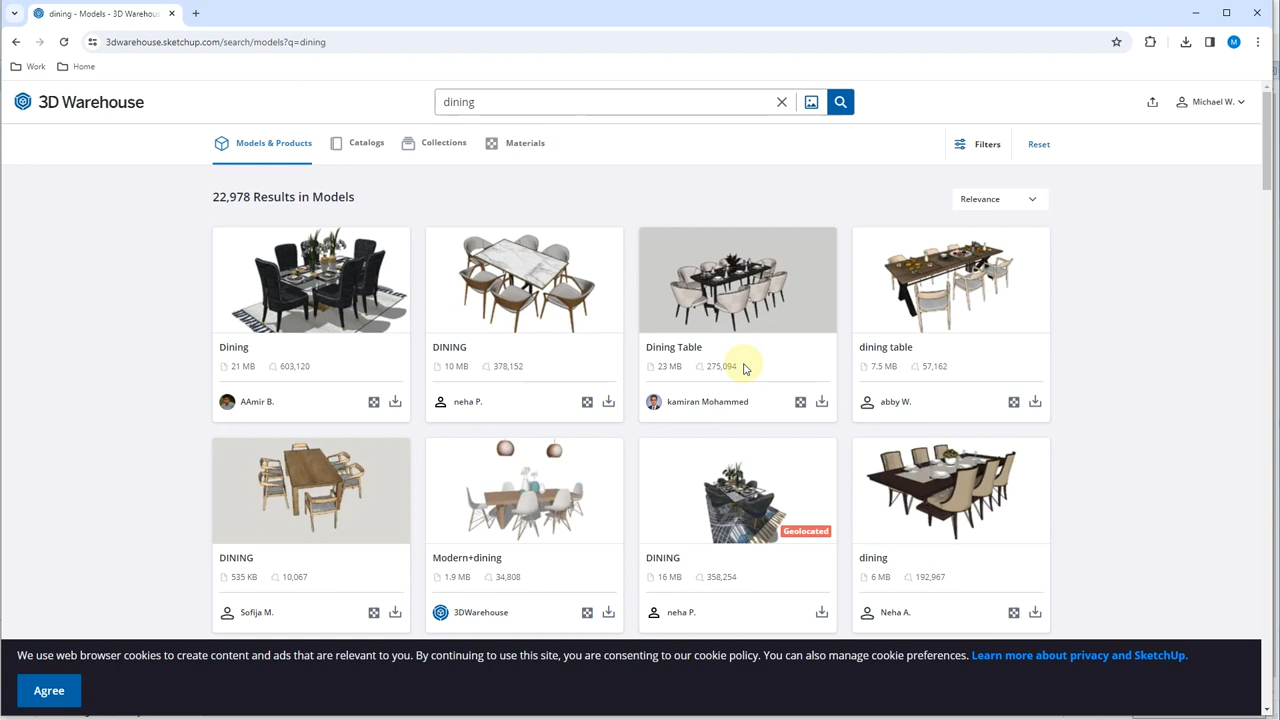 dining - Models - 3D Warehous
3dwarehouse.sketchup.com/search/models?q=dining
M
Work
Home
3D Warehouse
dining
Michael W.
Models & Products
Catalogs
Collections
Materials
Filters
Reset
22,978 Results in Models
Relevance
Dining
21 MB 603,120
AAmir B.
DINING
10 MB 378,152
neha P.
Dining Table
23 MB 275,094
kamiran Mohammed
dining table
7.5 MB 57,162
abby W.
DINING
535 KB 10,067
Sofija M.
Modern+dining
1.9 MB 34,808
3DWarehouse
Geolocated
DINING
16 MB 358,254
neha P.
dining
6 MB 192,967
Neha A.
We use web browser cookies to create content and ads that are relevant to you. By continuing to use this site, you are consenting to our cookie policy. You can also manage cookie preferences. Learn more about privacy and SketchUp.
Agree